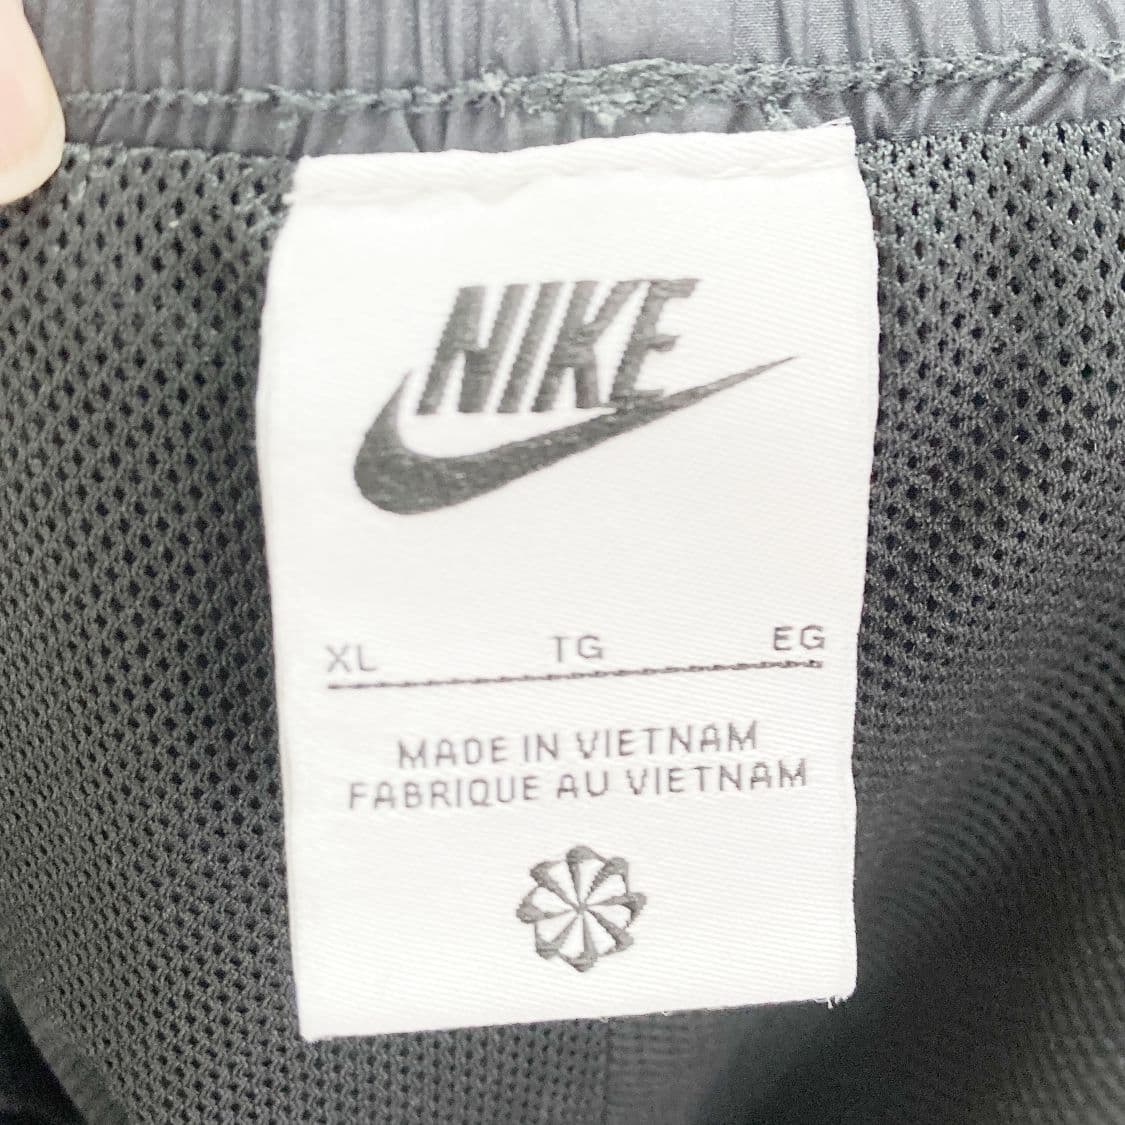 NIKE
XL TG EG
MADE IN VIETNAM
FABRIQUE AU VIETNAM